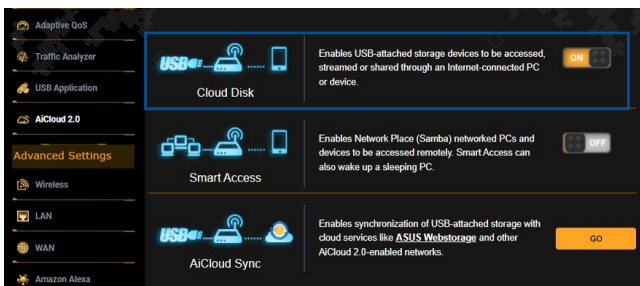 Adaptive QoS
Traffic Analyzer
USB Application
AiCloud 2.0
Advanced Settings
Wireless
LAN
WAN
Amazon Alexa
USB
Cloud Disk
Enables USB-attached storage devices to be accessed,
streamed or shared through an Internet-connected PC
or device.
ON
Smart Access
Enables Network Place (Samba) networked PCs and
devices to be accessed remotely. Smart Access can
also wake up a sleeping PC.
OFF
USB
AiCloud Sync
Enables synchronization of USB-attached storage with
cloud services like ASUS Webstorage and other
AiCloud 2.0-enabled networks.
GO